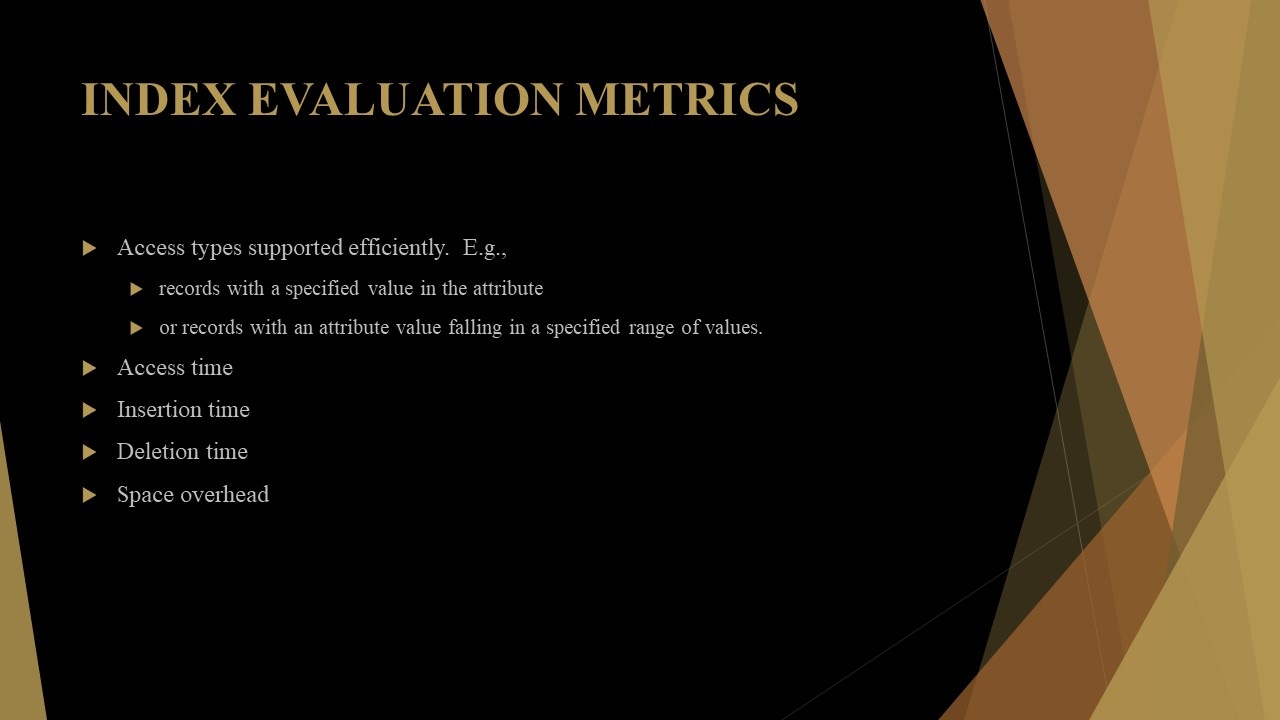 INDEX EVALUATION METRICS
Access types supported efficiently.  E.g.,
records with a specified value in the attribute
or records with an attribute value falling in a specified range of values.
Access time
Insertion time
Deletion time
Space overhead